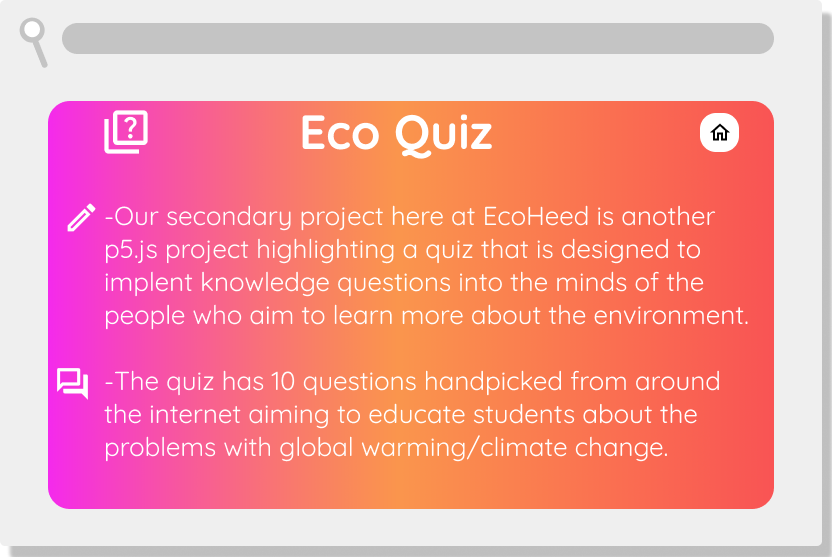 Eco Quiz
-Our secondary project here at EcoHeed is another
p5.js project highlighting a quiz that is designed to
implent knowledge questions into the minds of the
people who aim to learn more about the environment.
-The quiz has 10 questions handpicked from around
the internet aiming to educate students about the
problems with global warming/climate change.